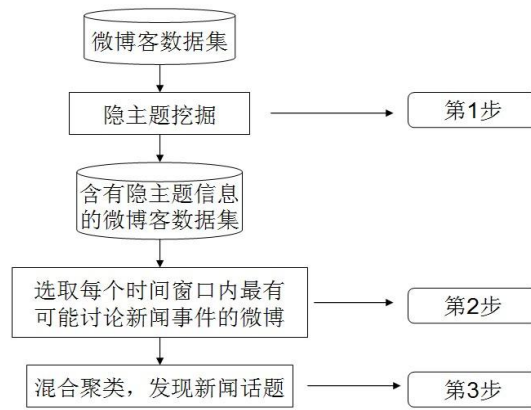 微博客数据集
隐主题挖掘
第1步
含有隐主题信息
的微博客数据集
选取每个时间窗口内最有
可能讨论新闻事件的微博
第2步
混合聚类，发现新闻话题
第3步